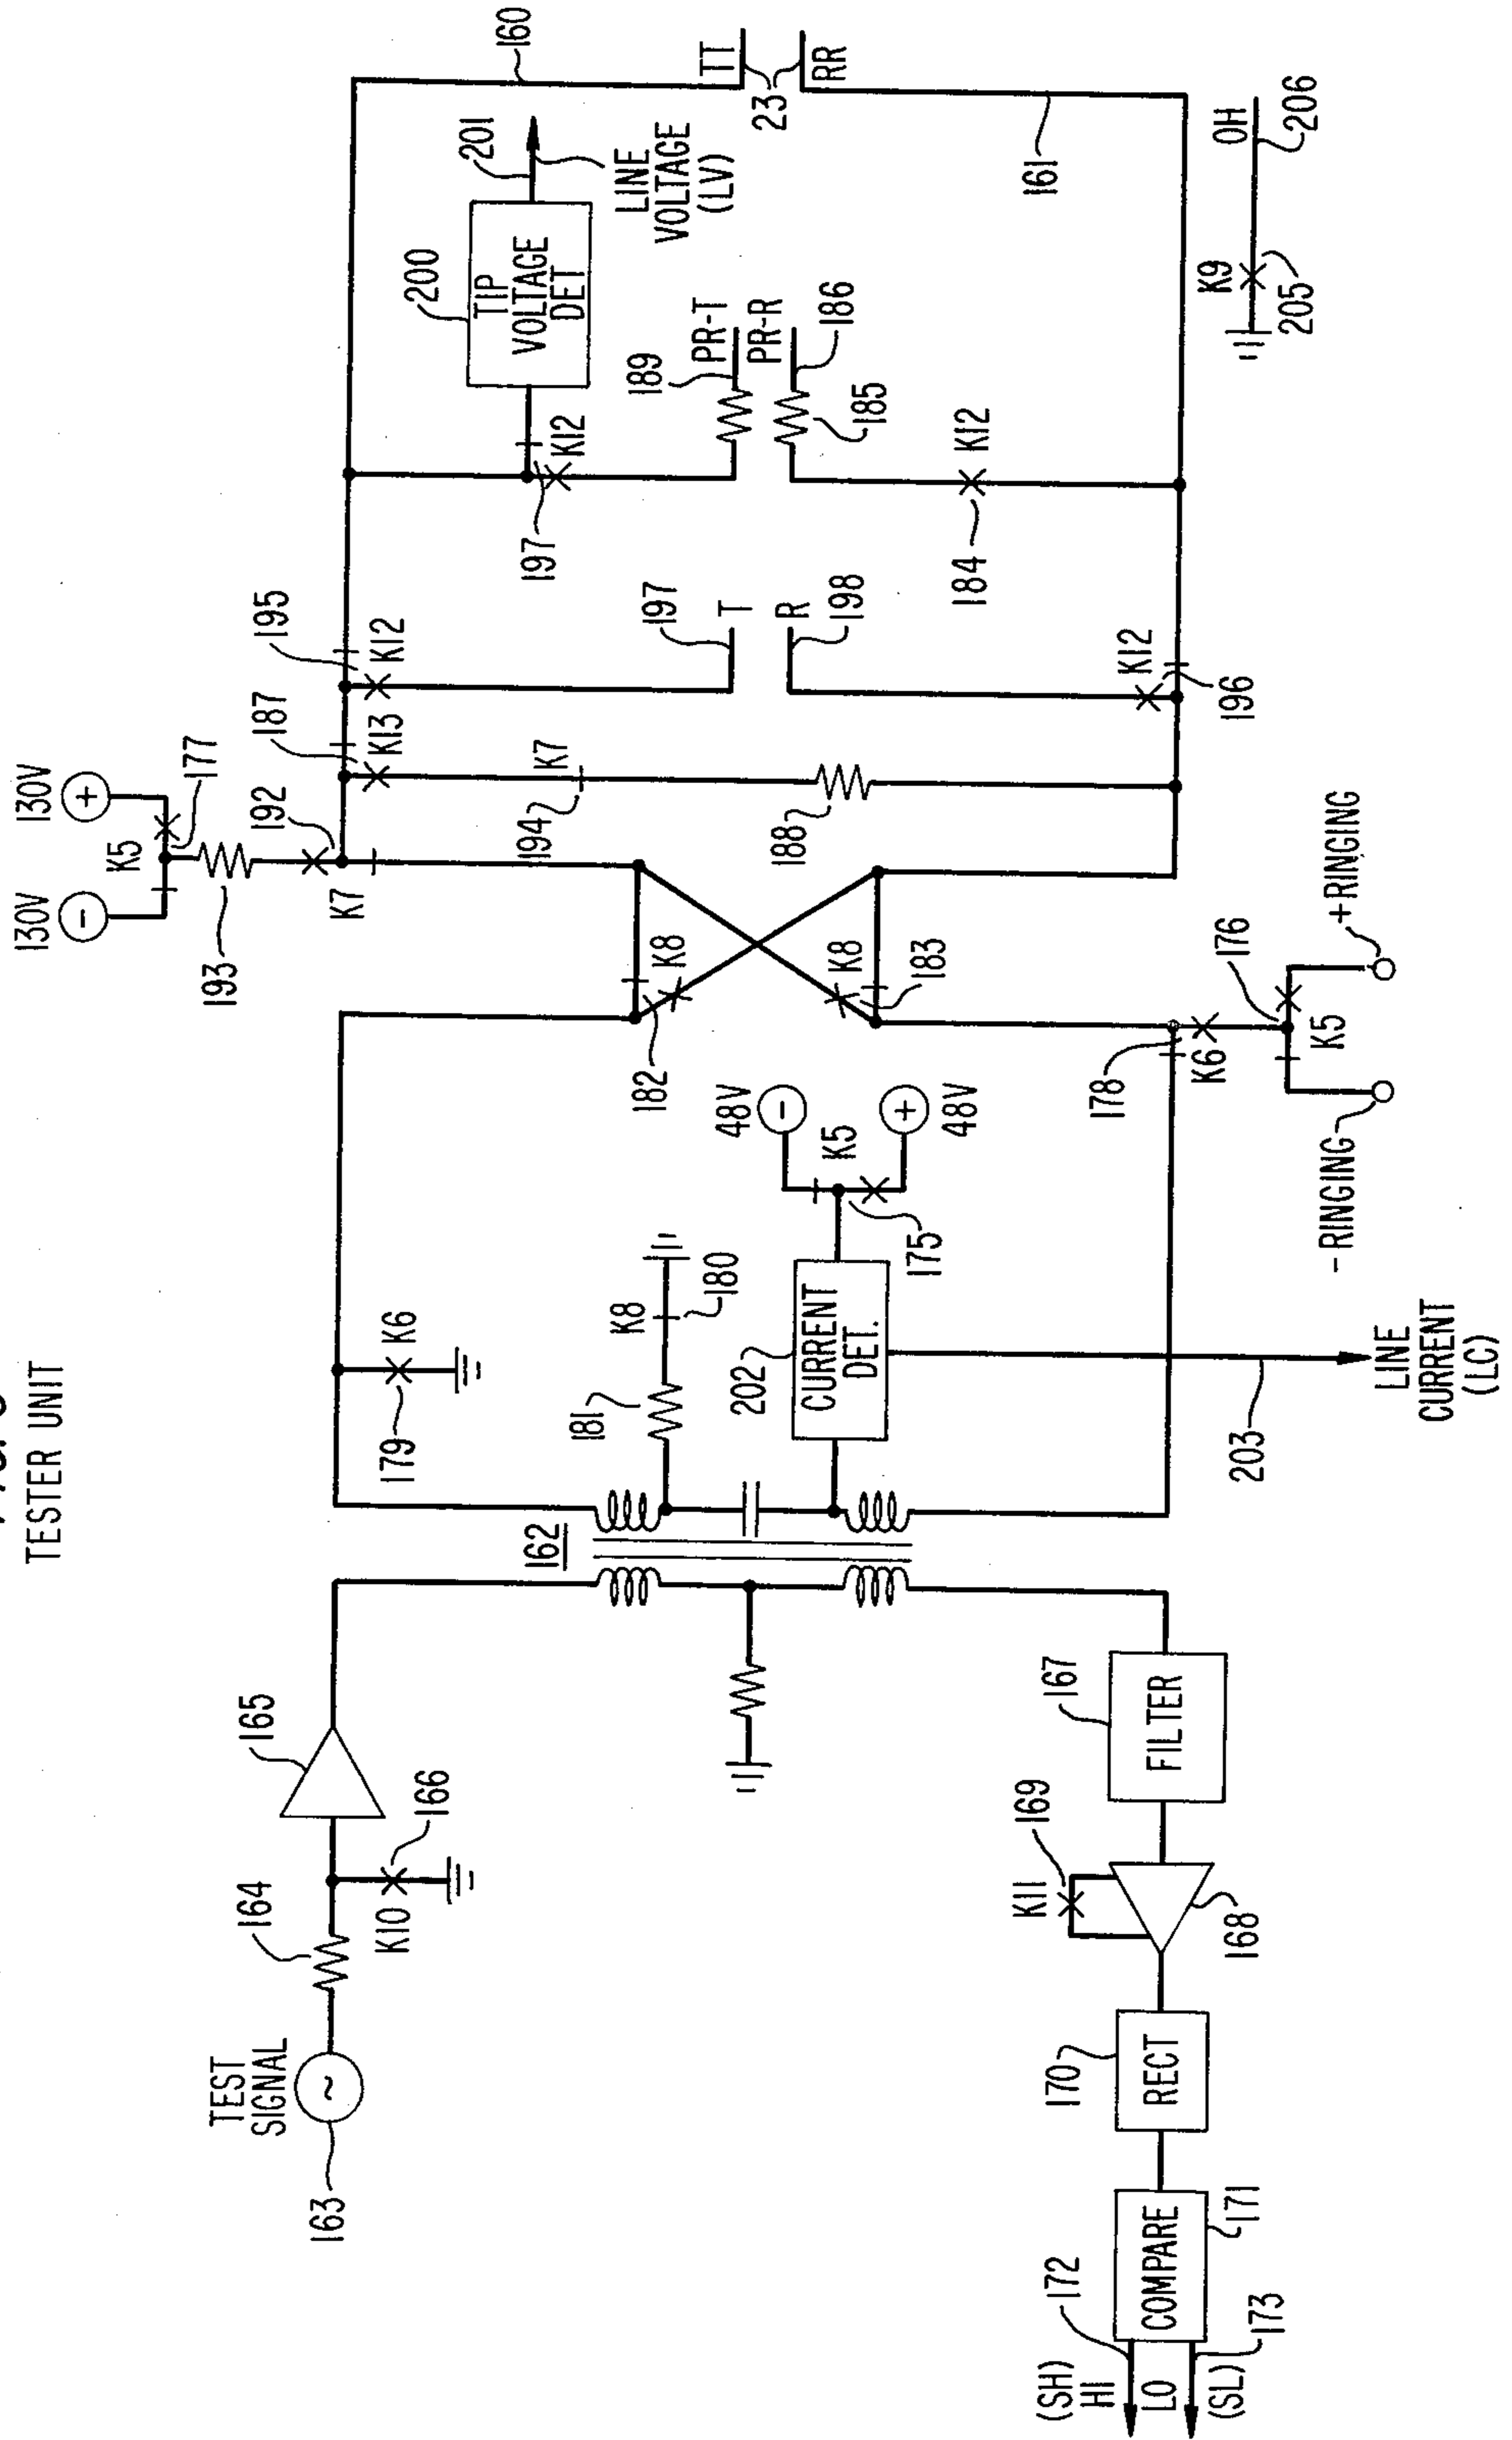 TESTER UNIT
TEST
SIGNAL
163
164
K10
166
165
162
179
K6
181
K8
180
202
CURRENT
DET.
175
K5
48V
-
+
48V
203
LINE
CURRENT
(LC)
182
K8
K8
183
178
K6
176
K5
-RINGING
+RINGING
130V
-
130V
+
K5
177
193
192
K7
187
K13
194
K7
188
195
K12
197
T
R
198
K12
196
197
K12
184
K12
189
PR-T
PR-R
186
185
200
TIP
VOLTAGE
DET
201
LINE
VOLTAGE
(LV)
160
TT
23
RR
161
K9
205
OH
206
167
FILTER
K11
169
168
170
RECT
COMPARE
171
172
(SH)
HI
LO
(SL)
173